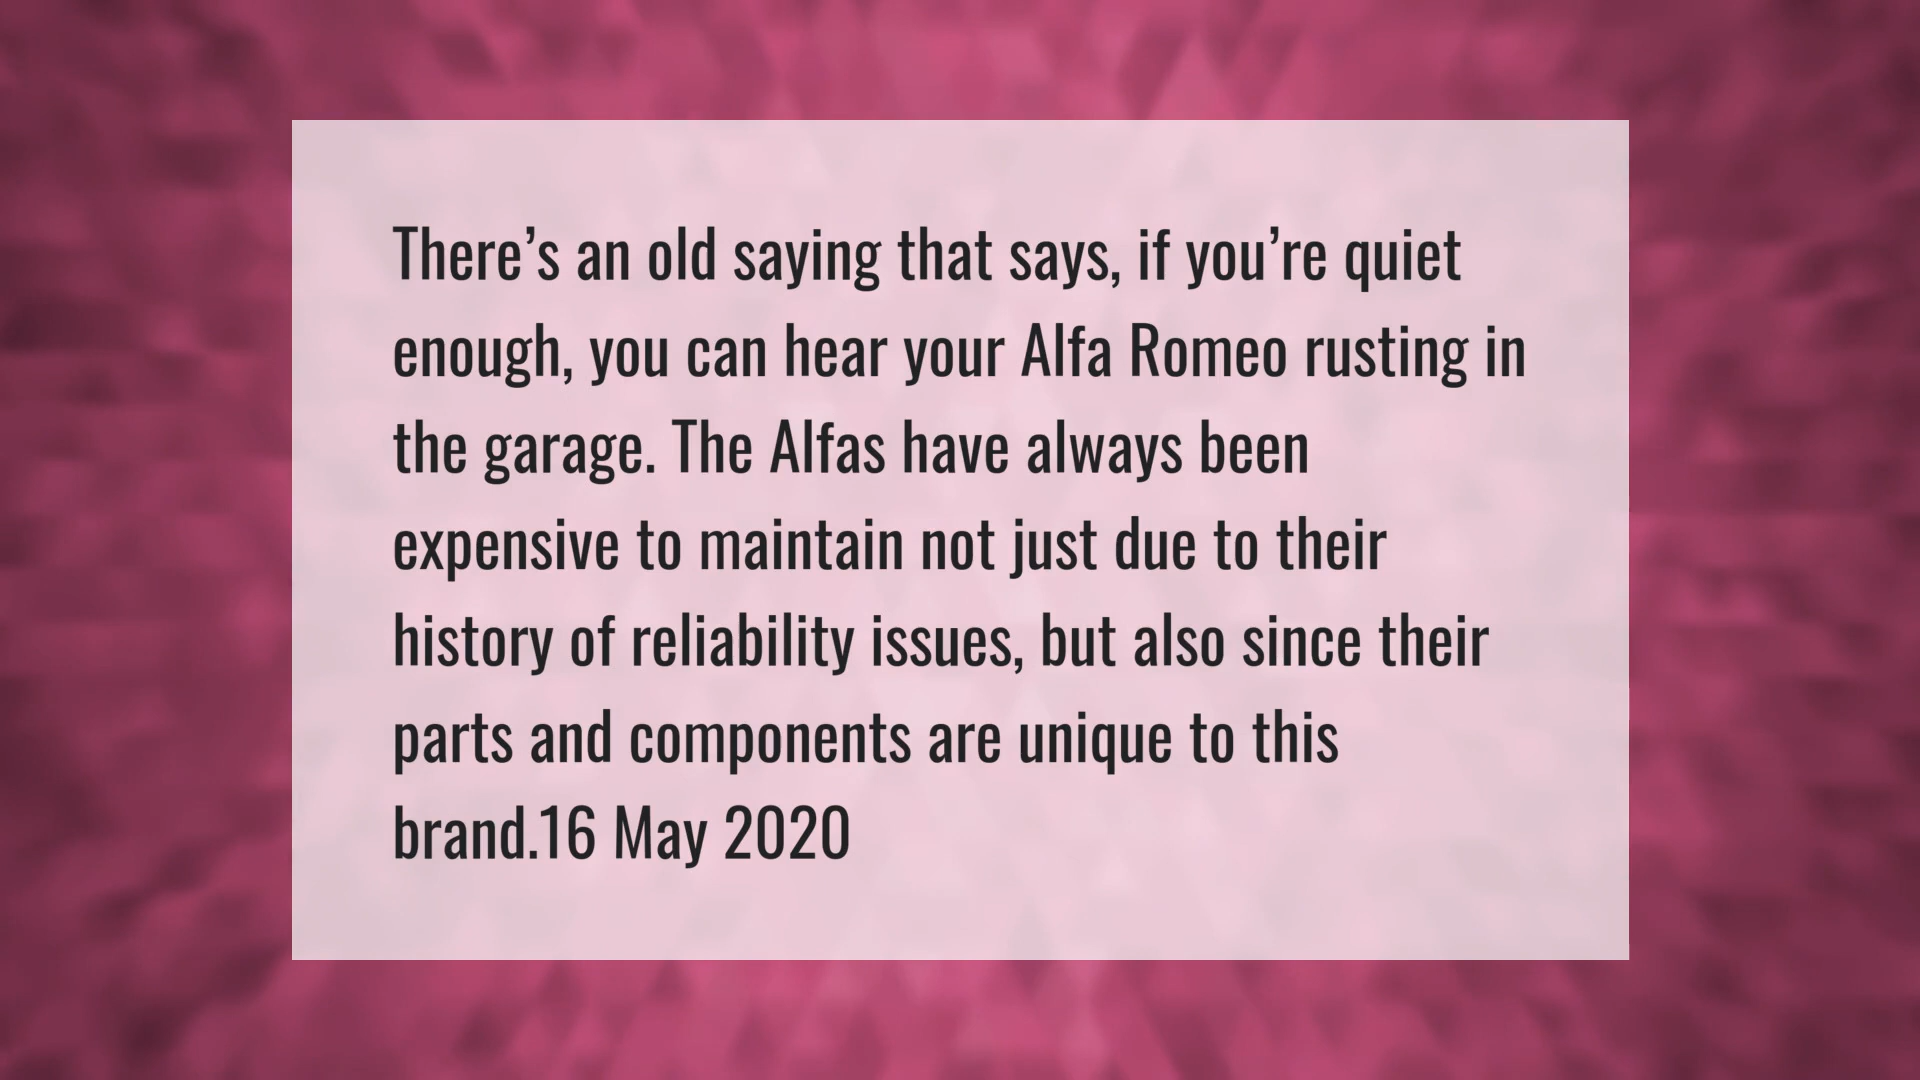 There’s an old saying that says, if you’re quiet
enough, you can hear your Alfa Romeo rusting in
the garage. The Alfas have always been
expensive to maintain not just due to their
history of reliability issues, but also since their
parts and components are unique to this
brand.16 May 2020